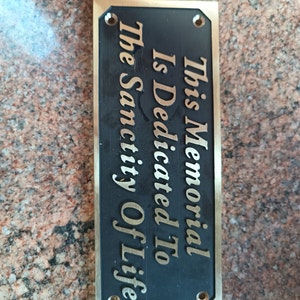 This Memorial
Is Dedicated To
The Sanctity Of Life